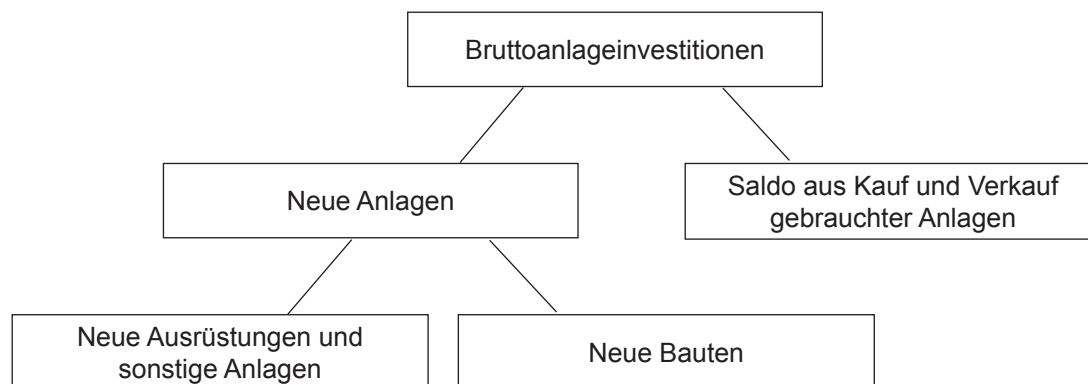 Bruttoanlageinvestitionen
Neue Anlagen
Saldo aus Kauf und Verkauf
gebrauchter Anlagen
Neue Ausrüstungen und
sonstige Anlagen
Neue Bauten